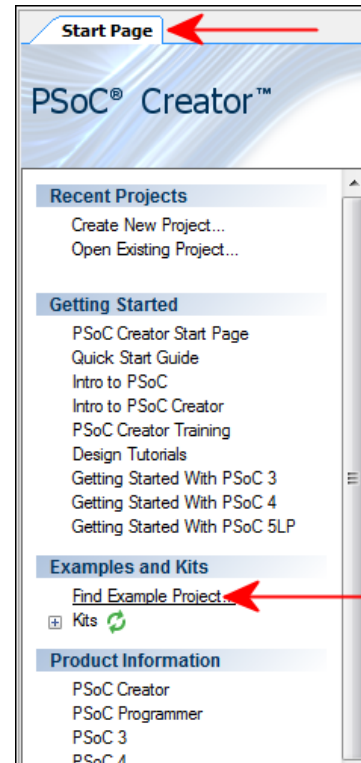 Start Page
PSoC® Creator™
Recent Projects
Create New Project...
Open Existing Project...
Getting Started
PSoC Creator Start Page
Quick Start Guide
Intro to PSoC
Intro to PSoC Creator
PSoC Creator Training
Design Tutorials
Getting Started With PSoC 3
Getting Started With PSoC 4
Getting Started With PSoC 5LP
Examples and Kits
Find Example Project...
Kits
Product Information
PSoC Creator
PSoC Programmer
PSoC 3
PSoC 4